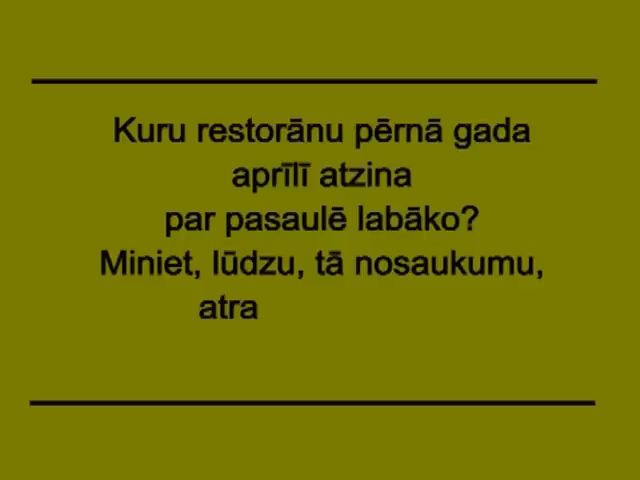 Kuru restorānu pērnā gada
aprīlī atzina
par pasaulē labāko?
Miniet, lūdzu, tā nosaukumu,
atra